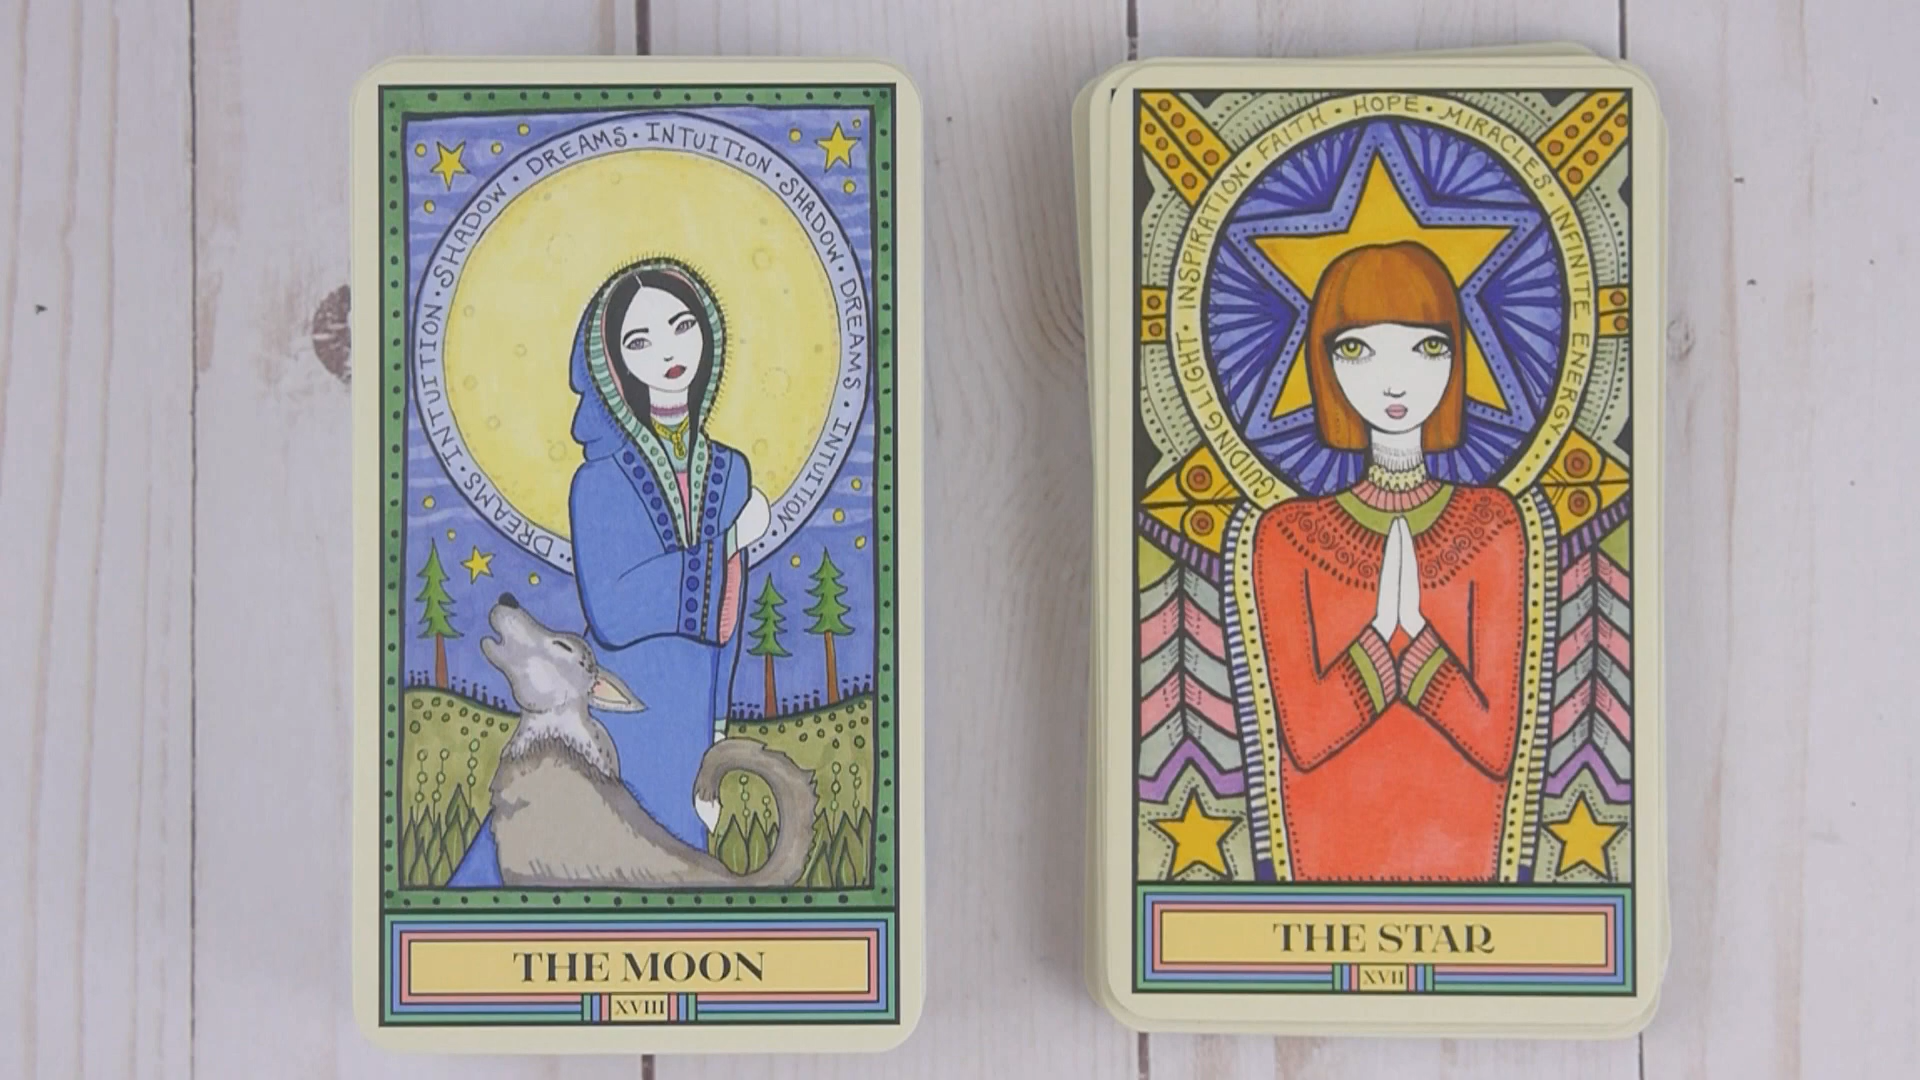 DREAMS · INTUITION · SHADOW · DREAMS · INTUITION · SHADOW · DREAMS · INTUITION ·
THE MOON
XVIII
GUIDING LIGHT · INSPIRATION · FAITH · HOPE · MIRACLES · INFINITE ENERGY ·
THE STAR
XVII